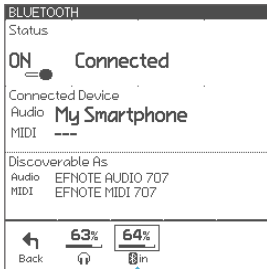 BLUETOOTH
Status
ON Connected
Connected Device
Audio My Smartphone
MIDI ---
Discoverable As
Audio EFNOTE AUDIO 707
MIDI EFNOTE MIDI 707
63% 64%
Back in